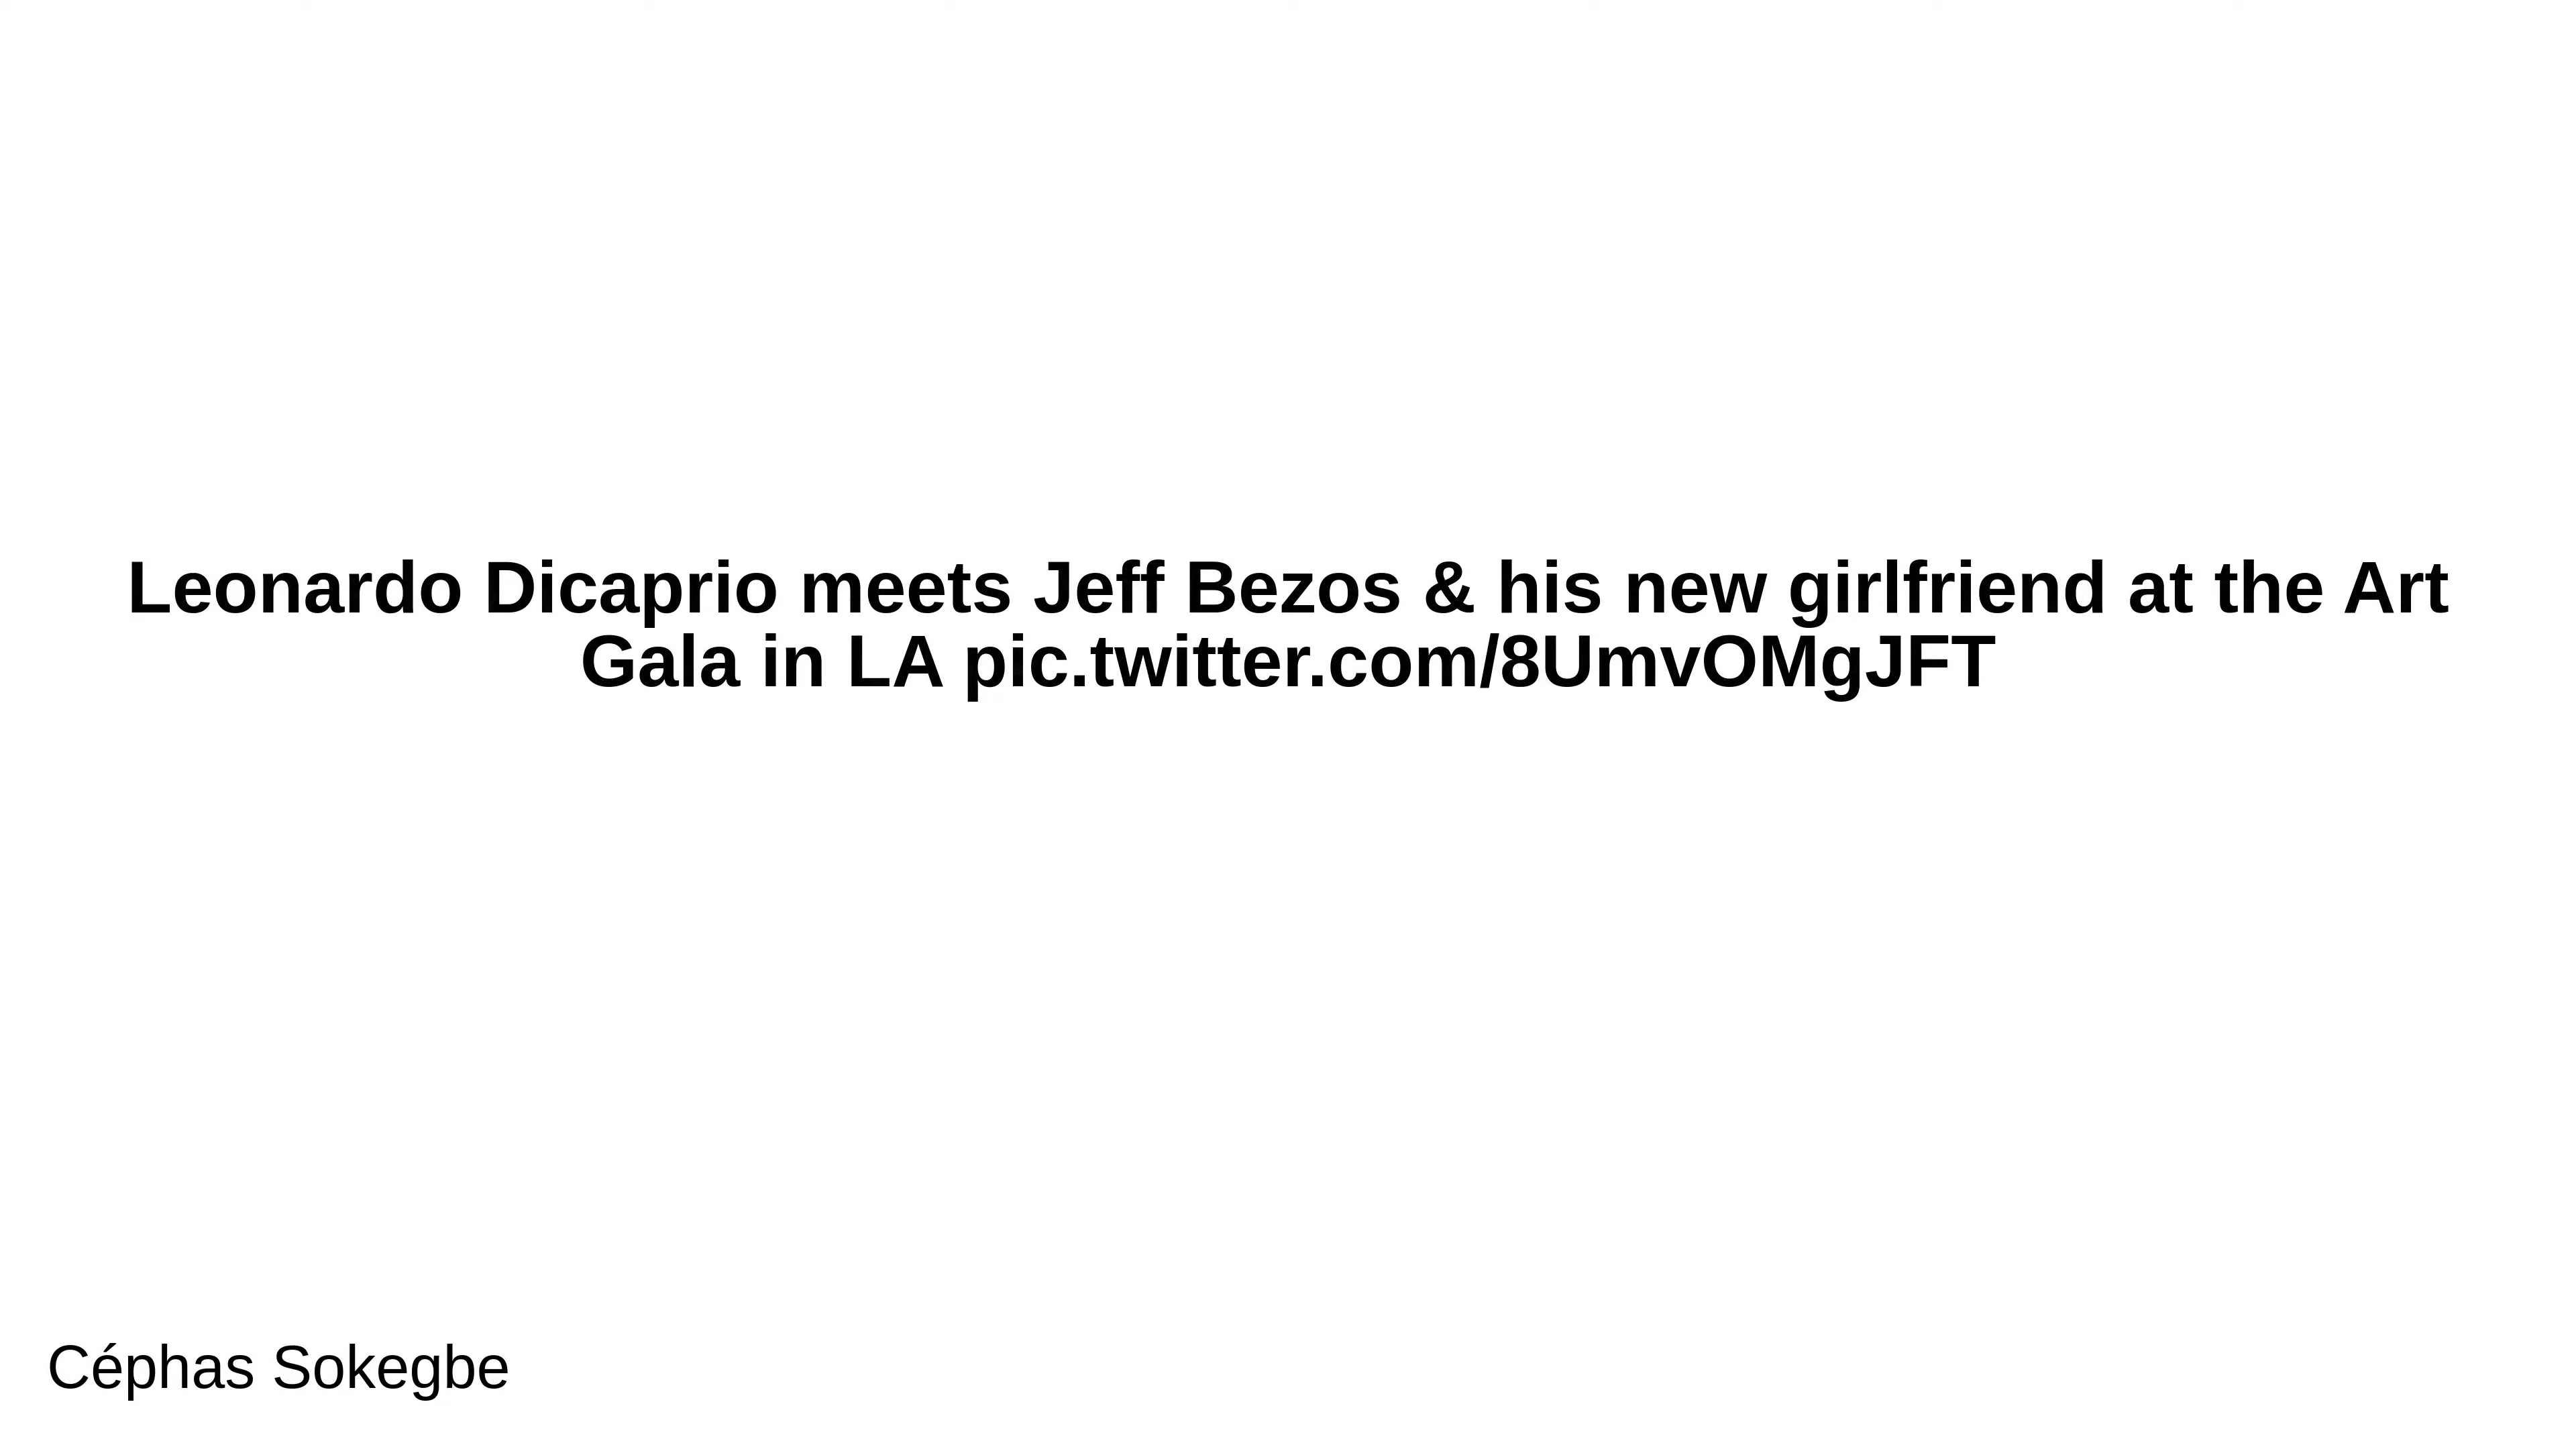 Leonardo Dicaprio meets Jeff Bezos & his new girlfriend at the Art
Gala in LA pic.twitter.com/8UmvOMgJFT
Céphas Sokegbe